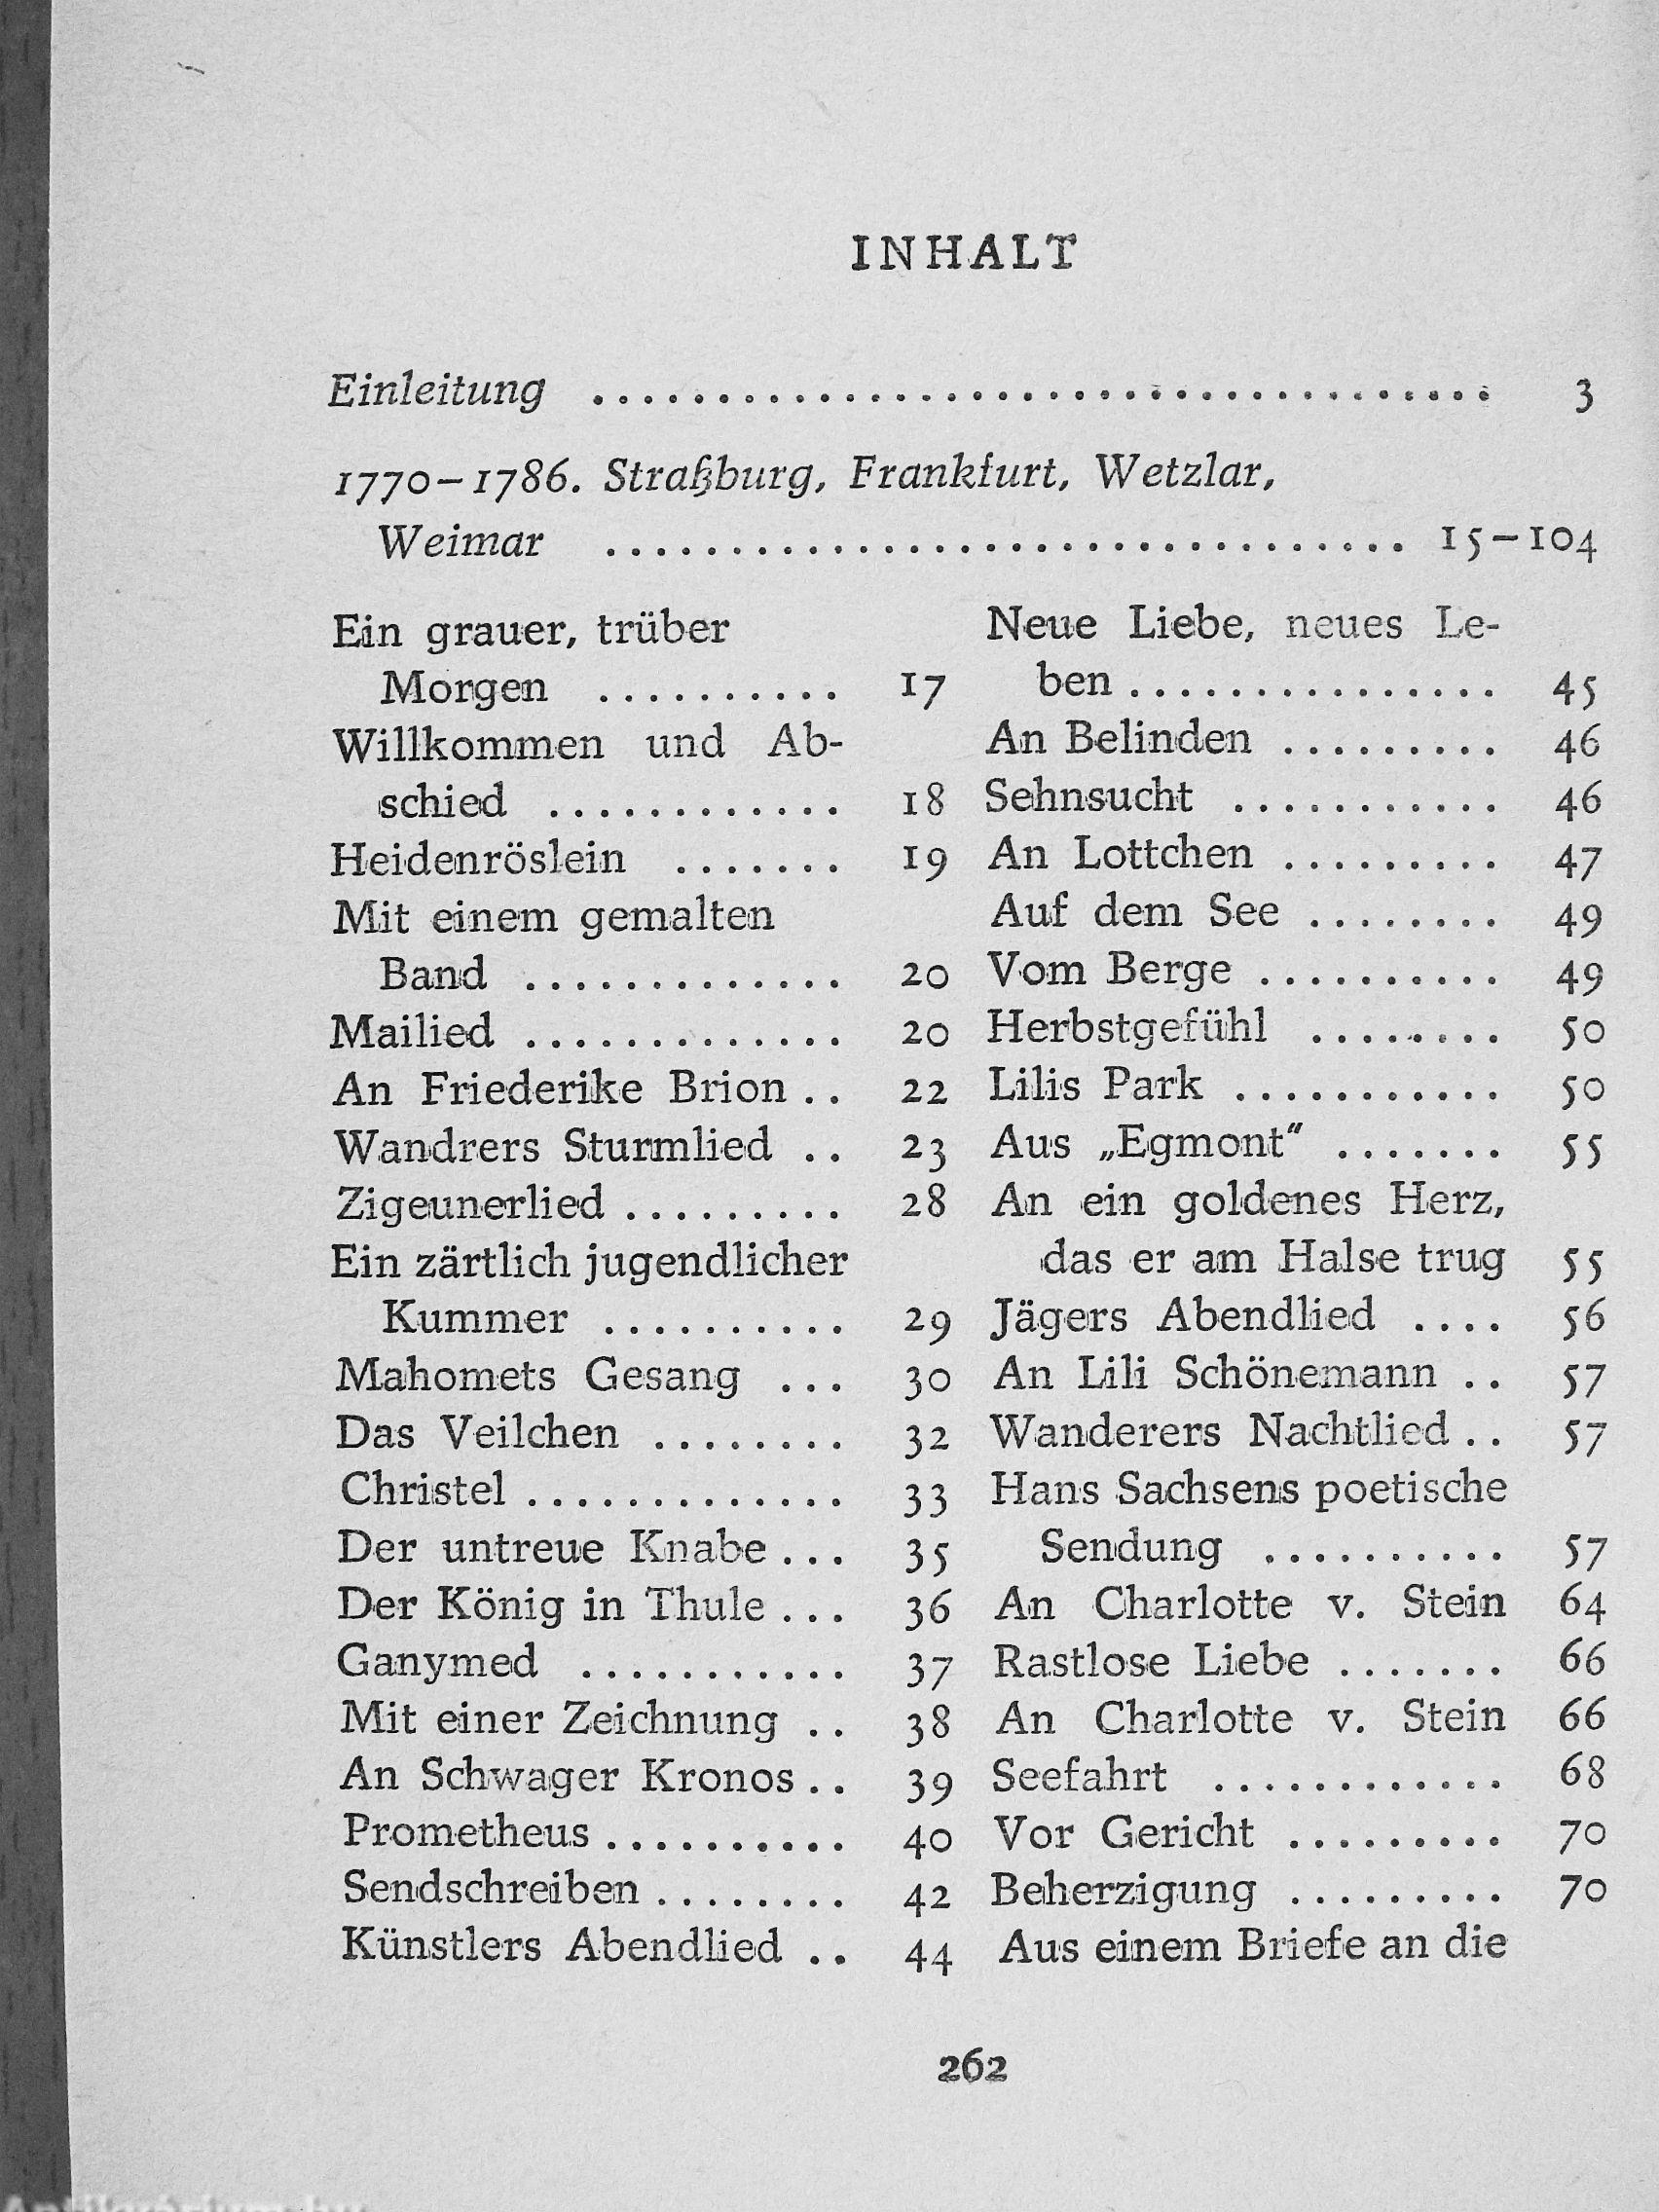 INHALT
Einleitung .................................... 3
1770–1786. Straßburg, Frankfurt, Wetzlar,
Weimar ................................ 15–104
Ein grauer, trüber
Morgen .......... 17
Willkommen und Ab-
schied ............ 18
Heidenröslein ....... 19
Mit einem gemalten
Band ............. 20
Mailied ............. 20
An Friederike Brion .. 22
Wandrers Sturmlied .. 23
Zigeunerlied ......... 28
Ein zärtlich jugendlicher
Kummer .......... 29
Mahomets Gesang ... 30
Das Veilchen ........ 32
Christel ............. 33
Der untreue Knabe ... 35
Der König in Thule ... 36
Ganymed ........... 37
Mit einer Zeichnung .. 38
An Schwager Kronos .. 39
Prometheus .......... 40
Sendschreiben ........ 42
Künstlers Abendlied .. 44
Neue Liebe, neues Le-
ben ............... 45
An Belinden ......... 46
Sehnsucht ........... 46
An Lottchen ......... 47
Auf dem See ........ 49
Vom Berge .......... 49
Herbstgefühl ........ 50
Lilis Park ........... 50
Aus „Egmont“ ....... 55
An ein goldenes Herz,
das er am Halse trug 55
Jägers Abendlied .... 56
An Lili Schönemann .. 57
Wanderers Nachtlied .. 57
Hans Sachsens poetische
Sendung .......... 57
An Charlotte v. Stein 64
Rastlose Liebe ....... 66
An Charlotte v. Stein 66
Seefahrt ............ 68
Vor Gericht ......... 70
Beherzigung ......... 70
Aus einem Briefe an die
262